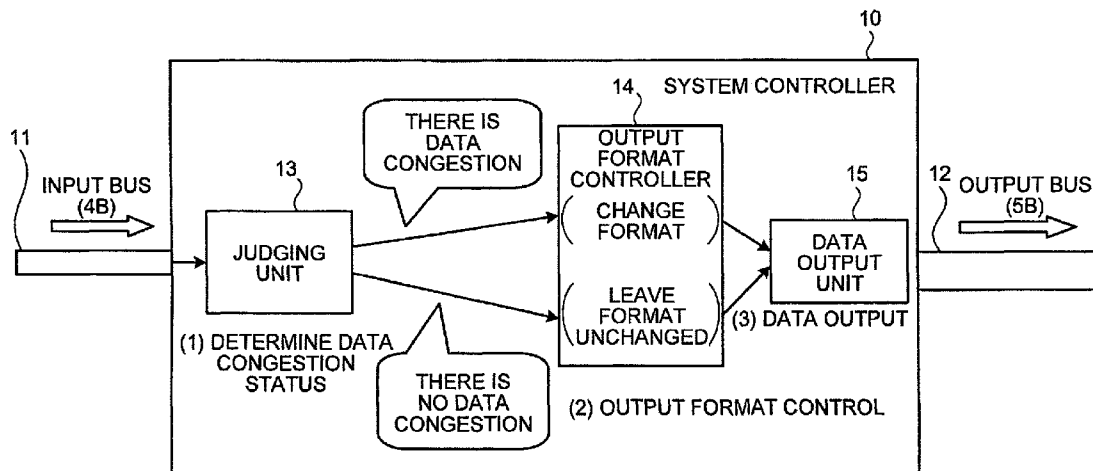 10
SYSTEM CONTROLLER
11
INPUT BUS
(4B)
13
JUDGING
UNIT
(1) DETERMINE DATA
CONGESTION
STATUS
THERE IS
DATA
CONGESTION
THERE IS
NO DATA
CONGESTION
14
OUTPUT
FORMAT
CONTROLLER
(CHANGE
FORMAT)
(LEAVE
FORMAT
UNCHANGED)
(2) OUTPUT FORMAT CONTROL
15
DATA
OUTPUT
UNIT
(3) DATA OUTPUT
12
OUTPUT BUS
(5B)